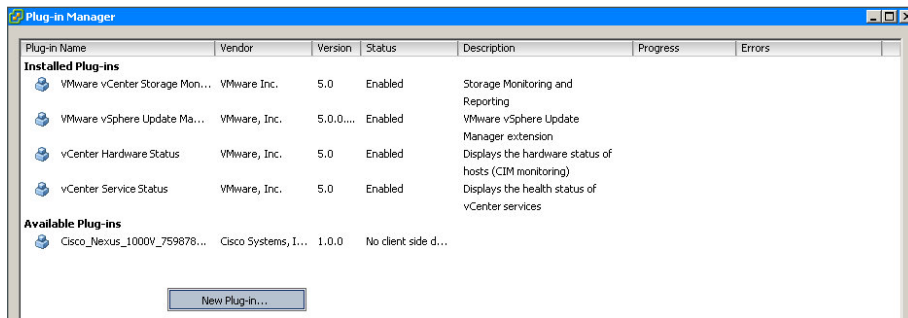 Plug-in Manager
Plug-in Name Vendor Version Status Description Progress Errors
Installed Plug-ins
VMware vCenter Storage Mon... VMware Inc. 5.0 Enabled Storage Monitoring and
Reporting
VMware vSphere Update Ma... VMware, Inc. 5.0.0.... Enabled VMware vSphere Update
Manager extension
vCenter Hardware Status VMware, Inc. 5.0 Enabled Displays the hardware status of
hosts (CIM monitoring)
vCenter Service Status VMware, Inc. 5.0 Enabled Displays the health status of
vCenter services
Available Plug-ins
Cisco_Nexus_1000V_759878... Cisco Systems, I... 1.0.0 No client side d...
New Plug-in...